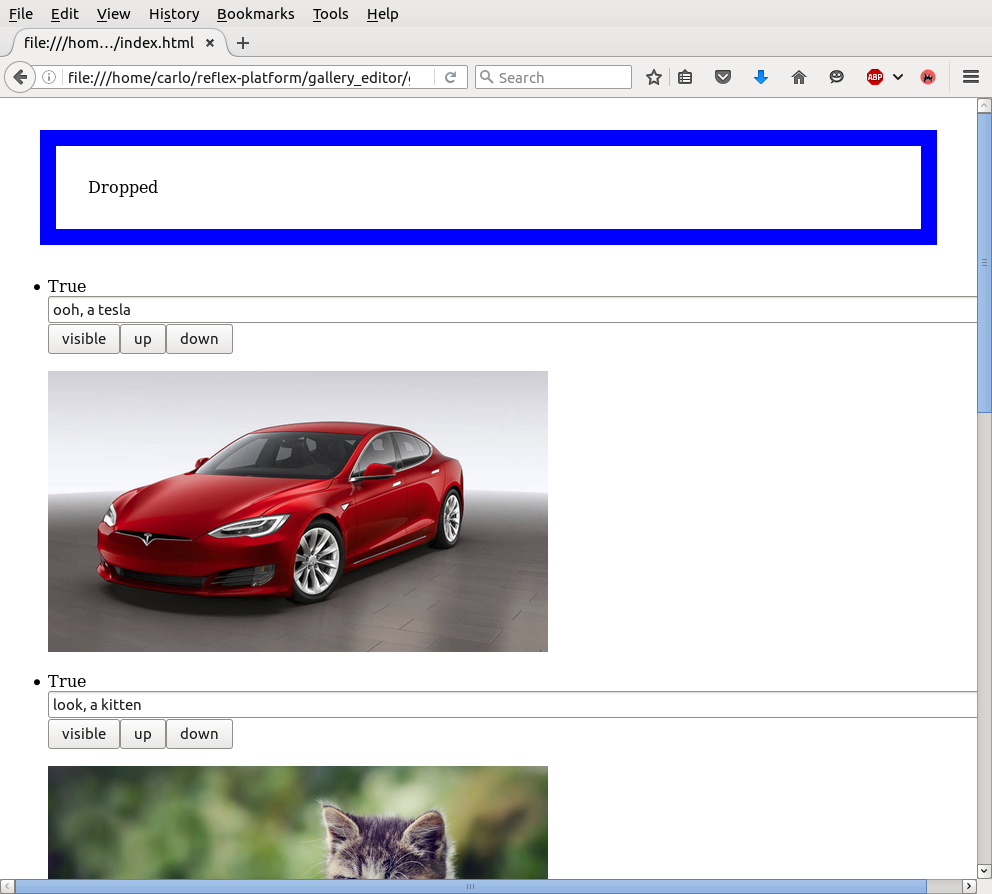 File Edit View History Bookmarks Tools Help
file:///hom…/index.html
file:///home/carlo/reflex-platform/gallery_editor/ Search ABP
Dropped
True
ooh, a tesla
visible up down
True
look, a kitten
visible up down